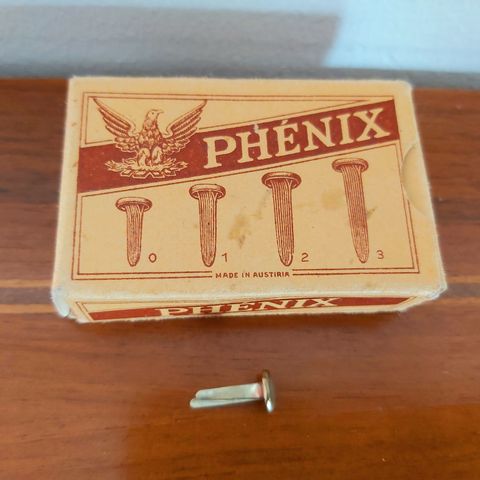 PHÉNIX
0 1 2 3
MADE IN AUSTRIA
PHÉNIX